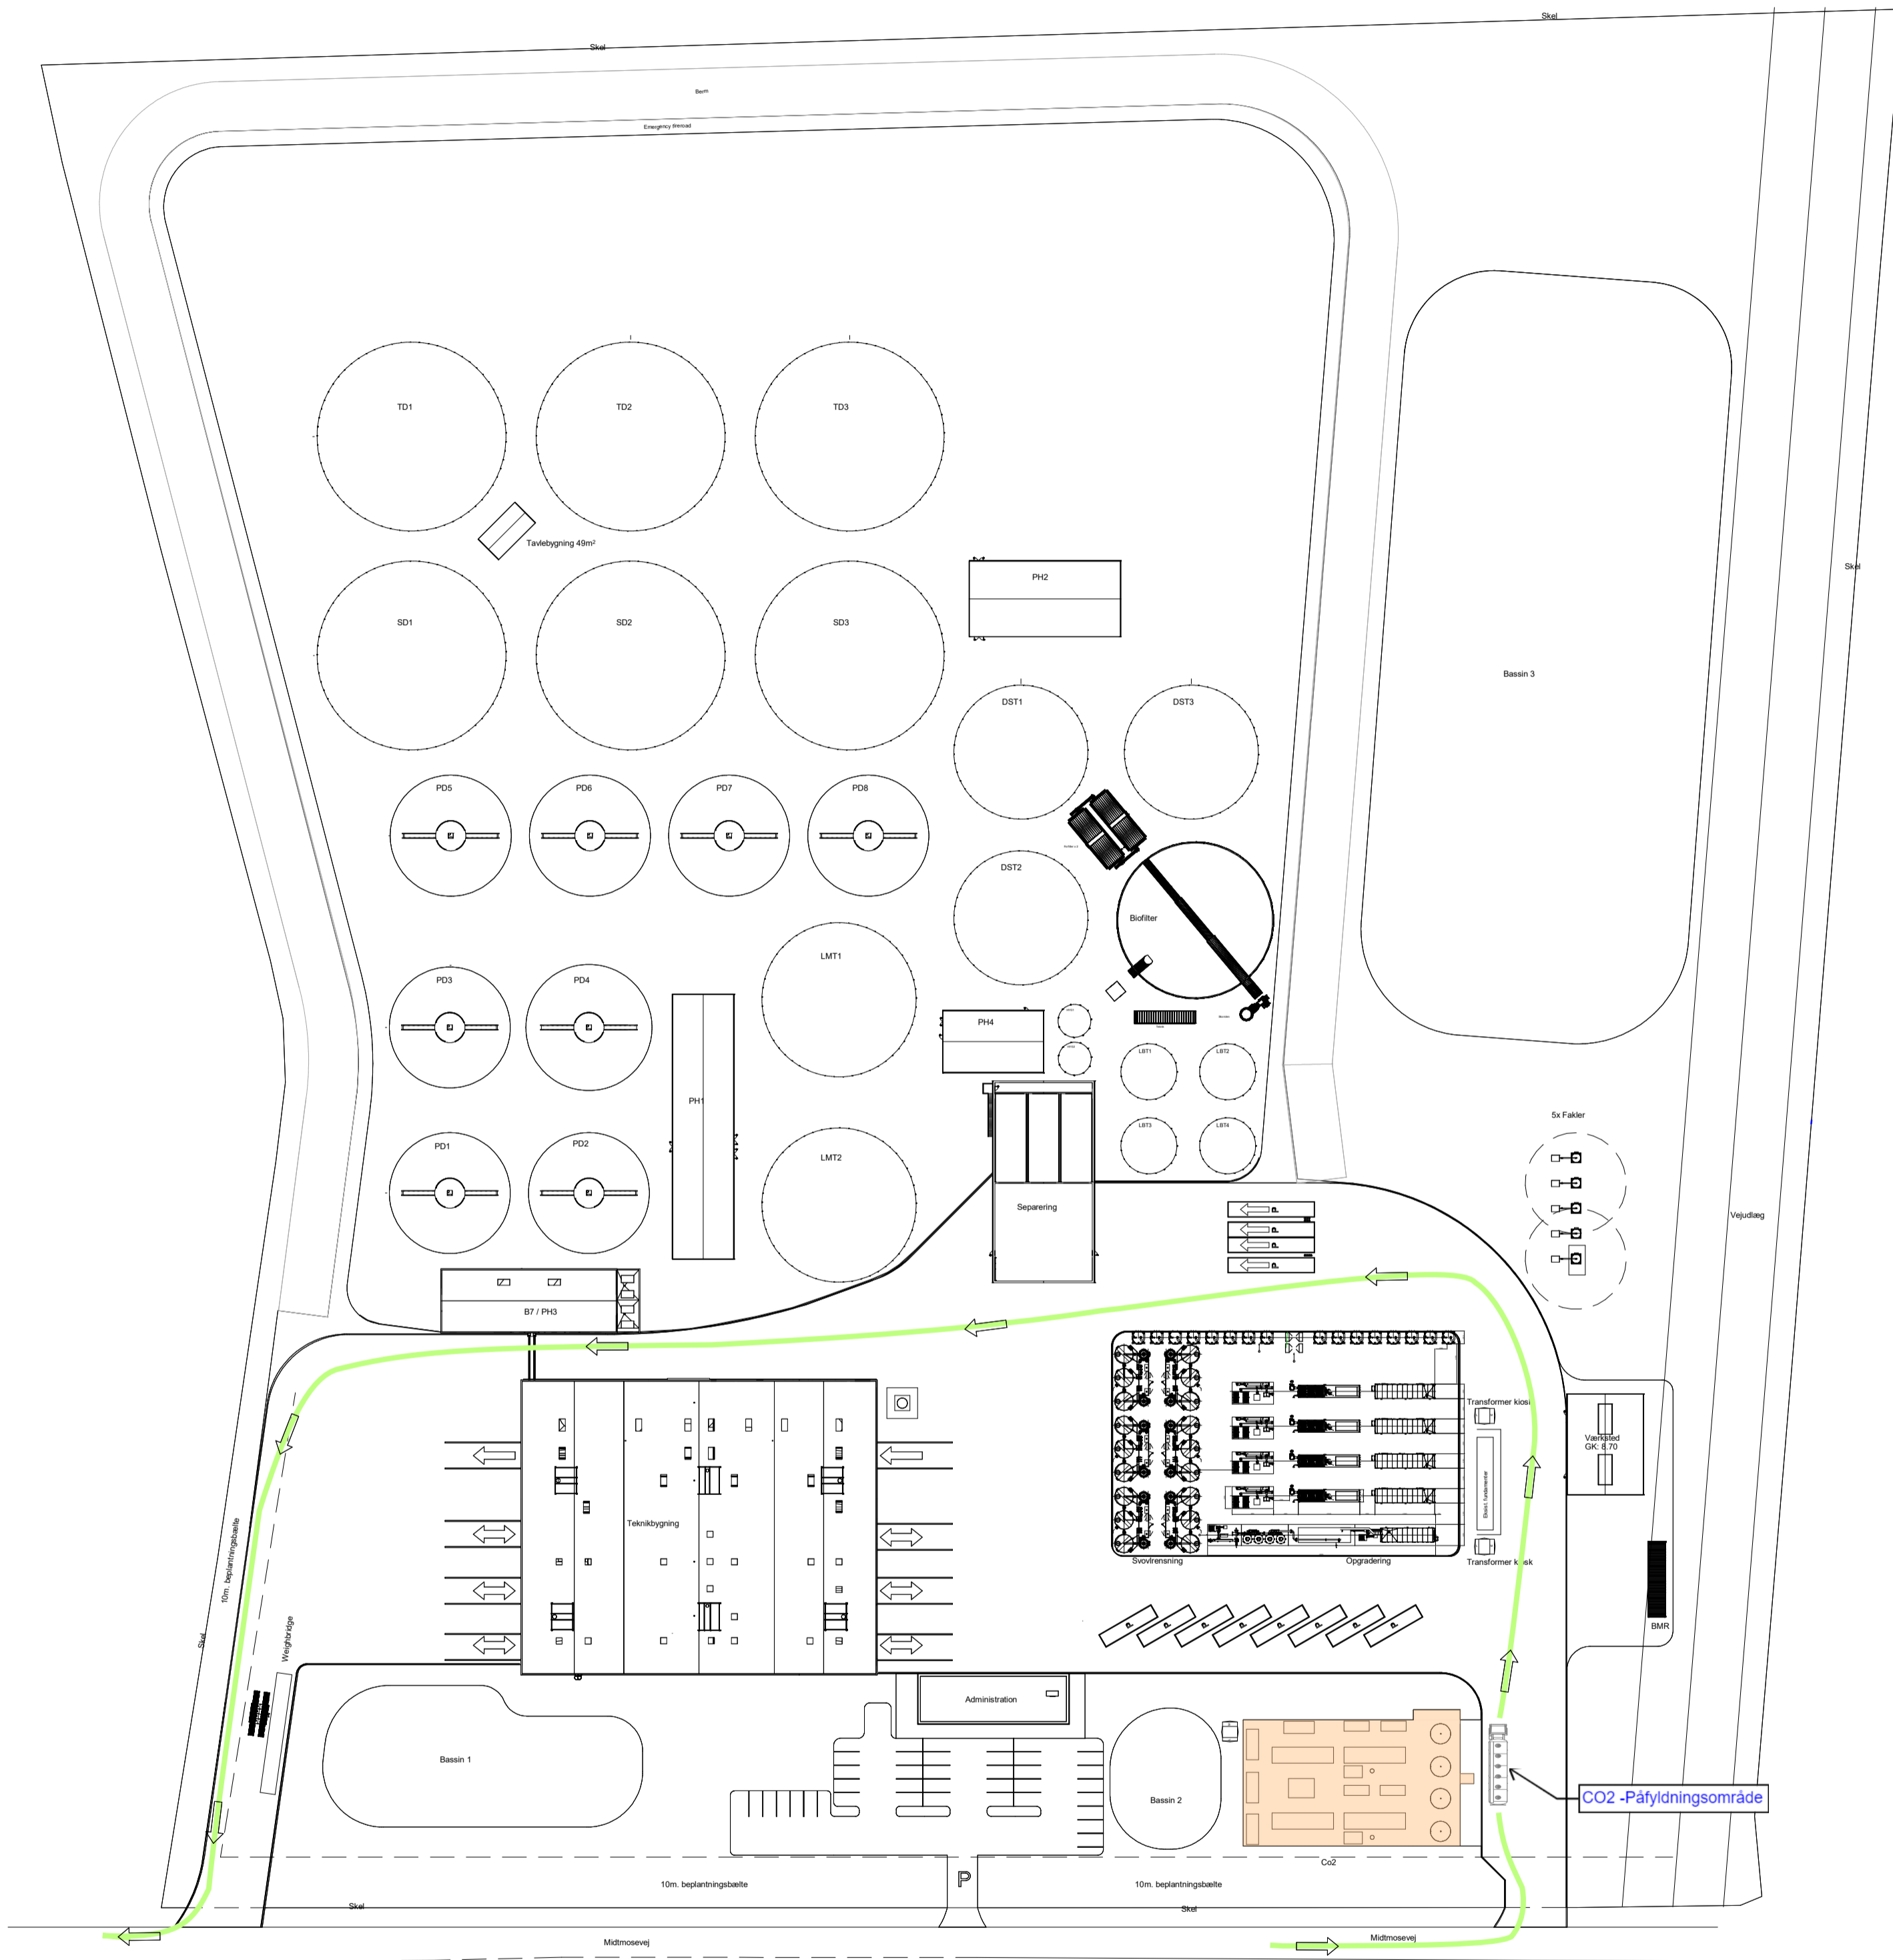 Skel
Skel
Berm
Emergency fireroad
TD1
TD2
TD3
Tavlebygning 49m²
PH2
SD1
SD2
SD3
Skel
Bassin 3
DST1
DST3
PD5
PD6
PD7
PD8
DST2
Biofilter
LMT1
PD3
PD4
PH4
LBT1
LBT2
PH1
5x Fakler
LBT3
LBT4
PD1
PD2
LMT2
Separering
P
P
P
P
Vejudlæg
B7 / PH3
Transformer kiosk
Værksted
GK: 8.70
Eksist. fundamenter
Teknikbygning
Svovlrensning
Opgradering
Transformer kiosk
10m. beplantningsbælte
Skel
Weighbridge
P
P
P
P
P
P
P
P
BMR
Administration
Bassin 1
Bassin 2
CO2 -Påfyldningsområde
Co2
10m. beplantningsbælte
P
10m. beplantningsbælte
Skel
Skel
Midtmosevej
Midtmosevej